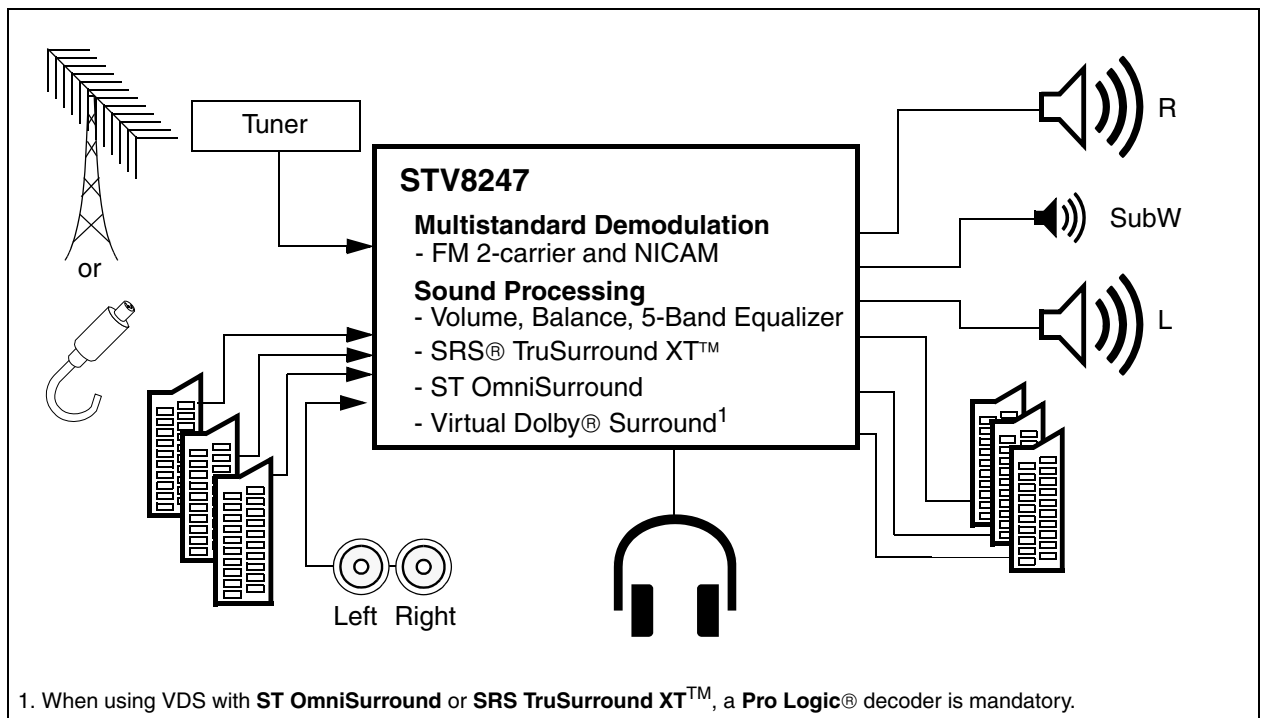 Tuner
STV8247
Multistandard Demodulation
- FM 2-carrier and NICAM
Sound Processing
- Volume, Balance, 5-Band Equalizer
- SRS® TruSurround XT™
- ST OmniSurround
- Virtual Dolby® Surround1
or
R
SubW
L
Left Right
1. When using VDS with ST OmniSurround or SRS TruSurround XT™, a Pro Logic® decoder is mandatory.